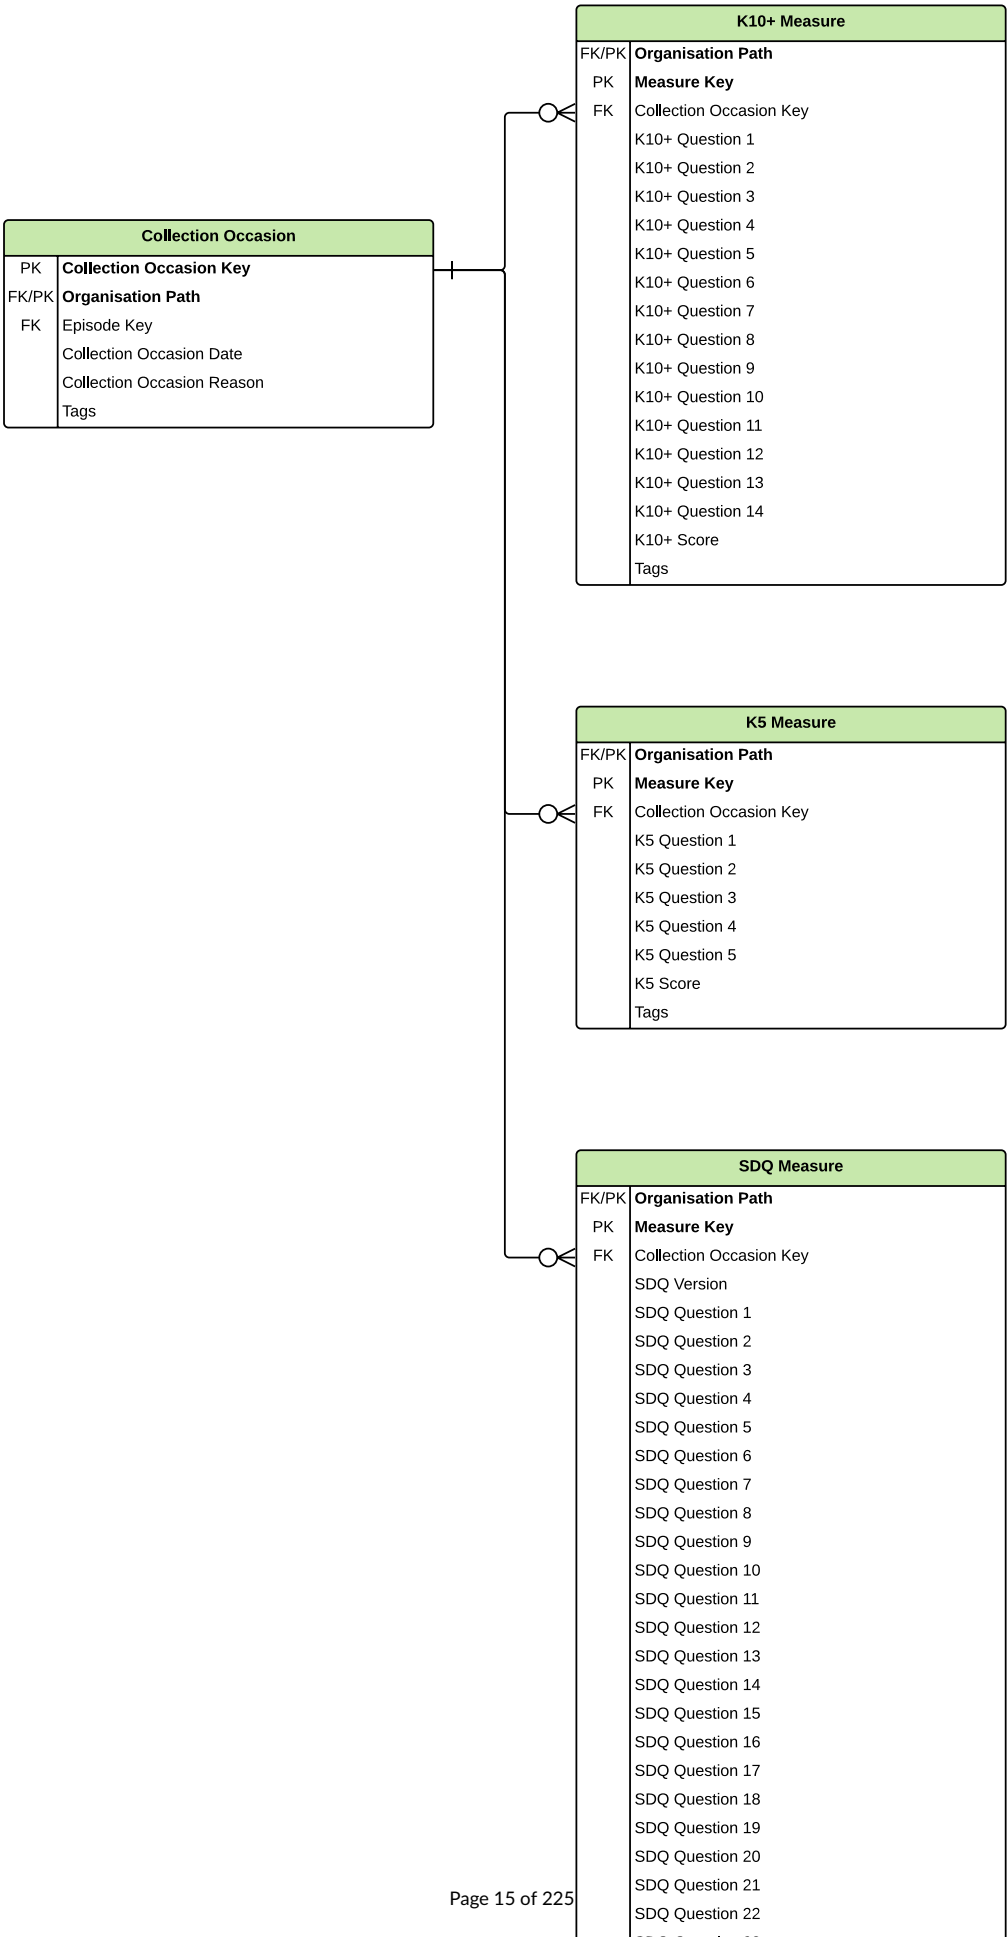 K10+ Measure
FK/PK Organisation Path
PK Measure Key
FK Collection Occasion Key
K10+ Question 1
K10+ Question 2
K10+ Question 3
K10+ Question 4
K10+ Question 5
K10+ Question 6
K10+ Question 7
K10+ Question 8
K10+ Question 9
K10+ Question 10
K10+ Question 11
K10+ Question 12
K10+ Question 13
K10+ Question 14
K10+ Score
Tags
Collection Occasion
PK Collection Occasion Key
FK/PK Organisation Path
FK Episode Key
Collection Occasion Date
Collection Occasion Reason
Tags
K5 Measure
FK/PK Organisation Path
PK Measure Key
FK Collection Occasion Key
K5 Question 1
K5 Question 2
K5 Question 3
K5 Question 4
K5 Question 5
K5 Score
Tags
SDQ Measure
FK/PK Organisation Path
PK Measure Key
FK Collection Occasion Key
SDQ Version
SDQ Question 1
SDQ Question 2
SDQ Question 3
SDQ Question 4
SDQ Question 5
SDQ Question 6
SDQ Question 7
SDQ Question 8
SDQ Question 9
SDQ Question 10
SDQ Question 11
SDQ Question 12
SDQ Question 13
SDQ Question 14
SDQ Question 15
SDQ Question 16
SDQ Question 17
SDQ Question 18
SDQ Question 19
SDQ Question 20
SDQ Question 21
SDQ Question 22
Page 15 of 225